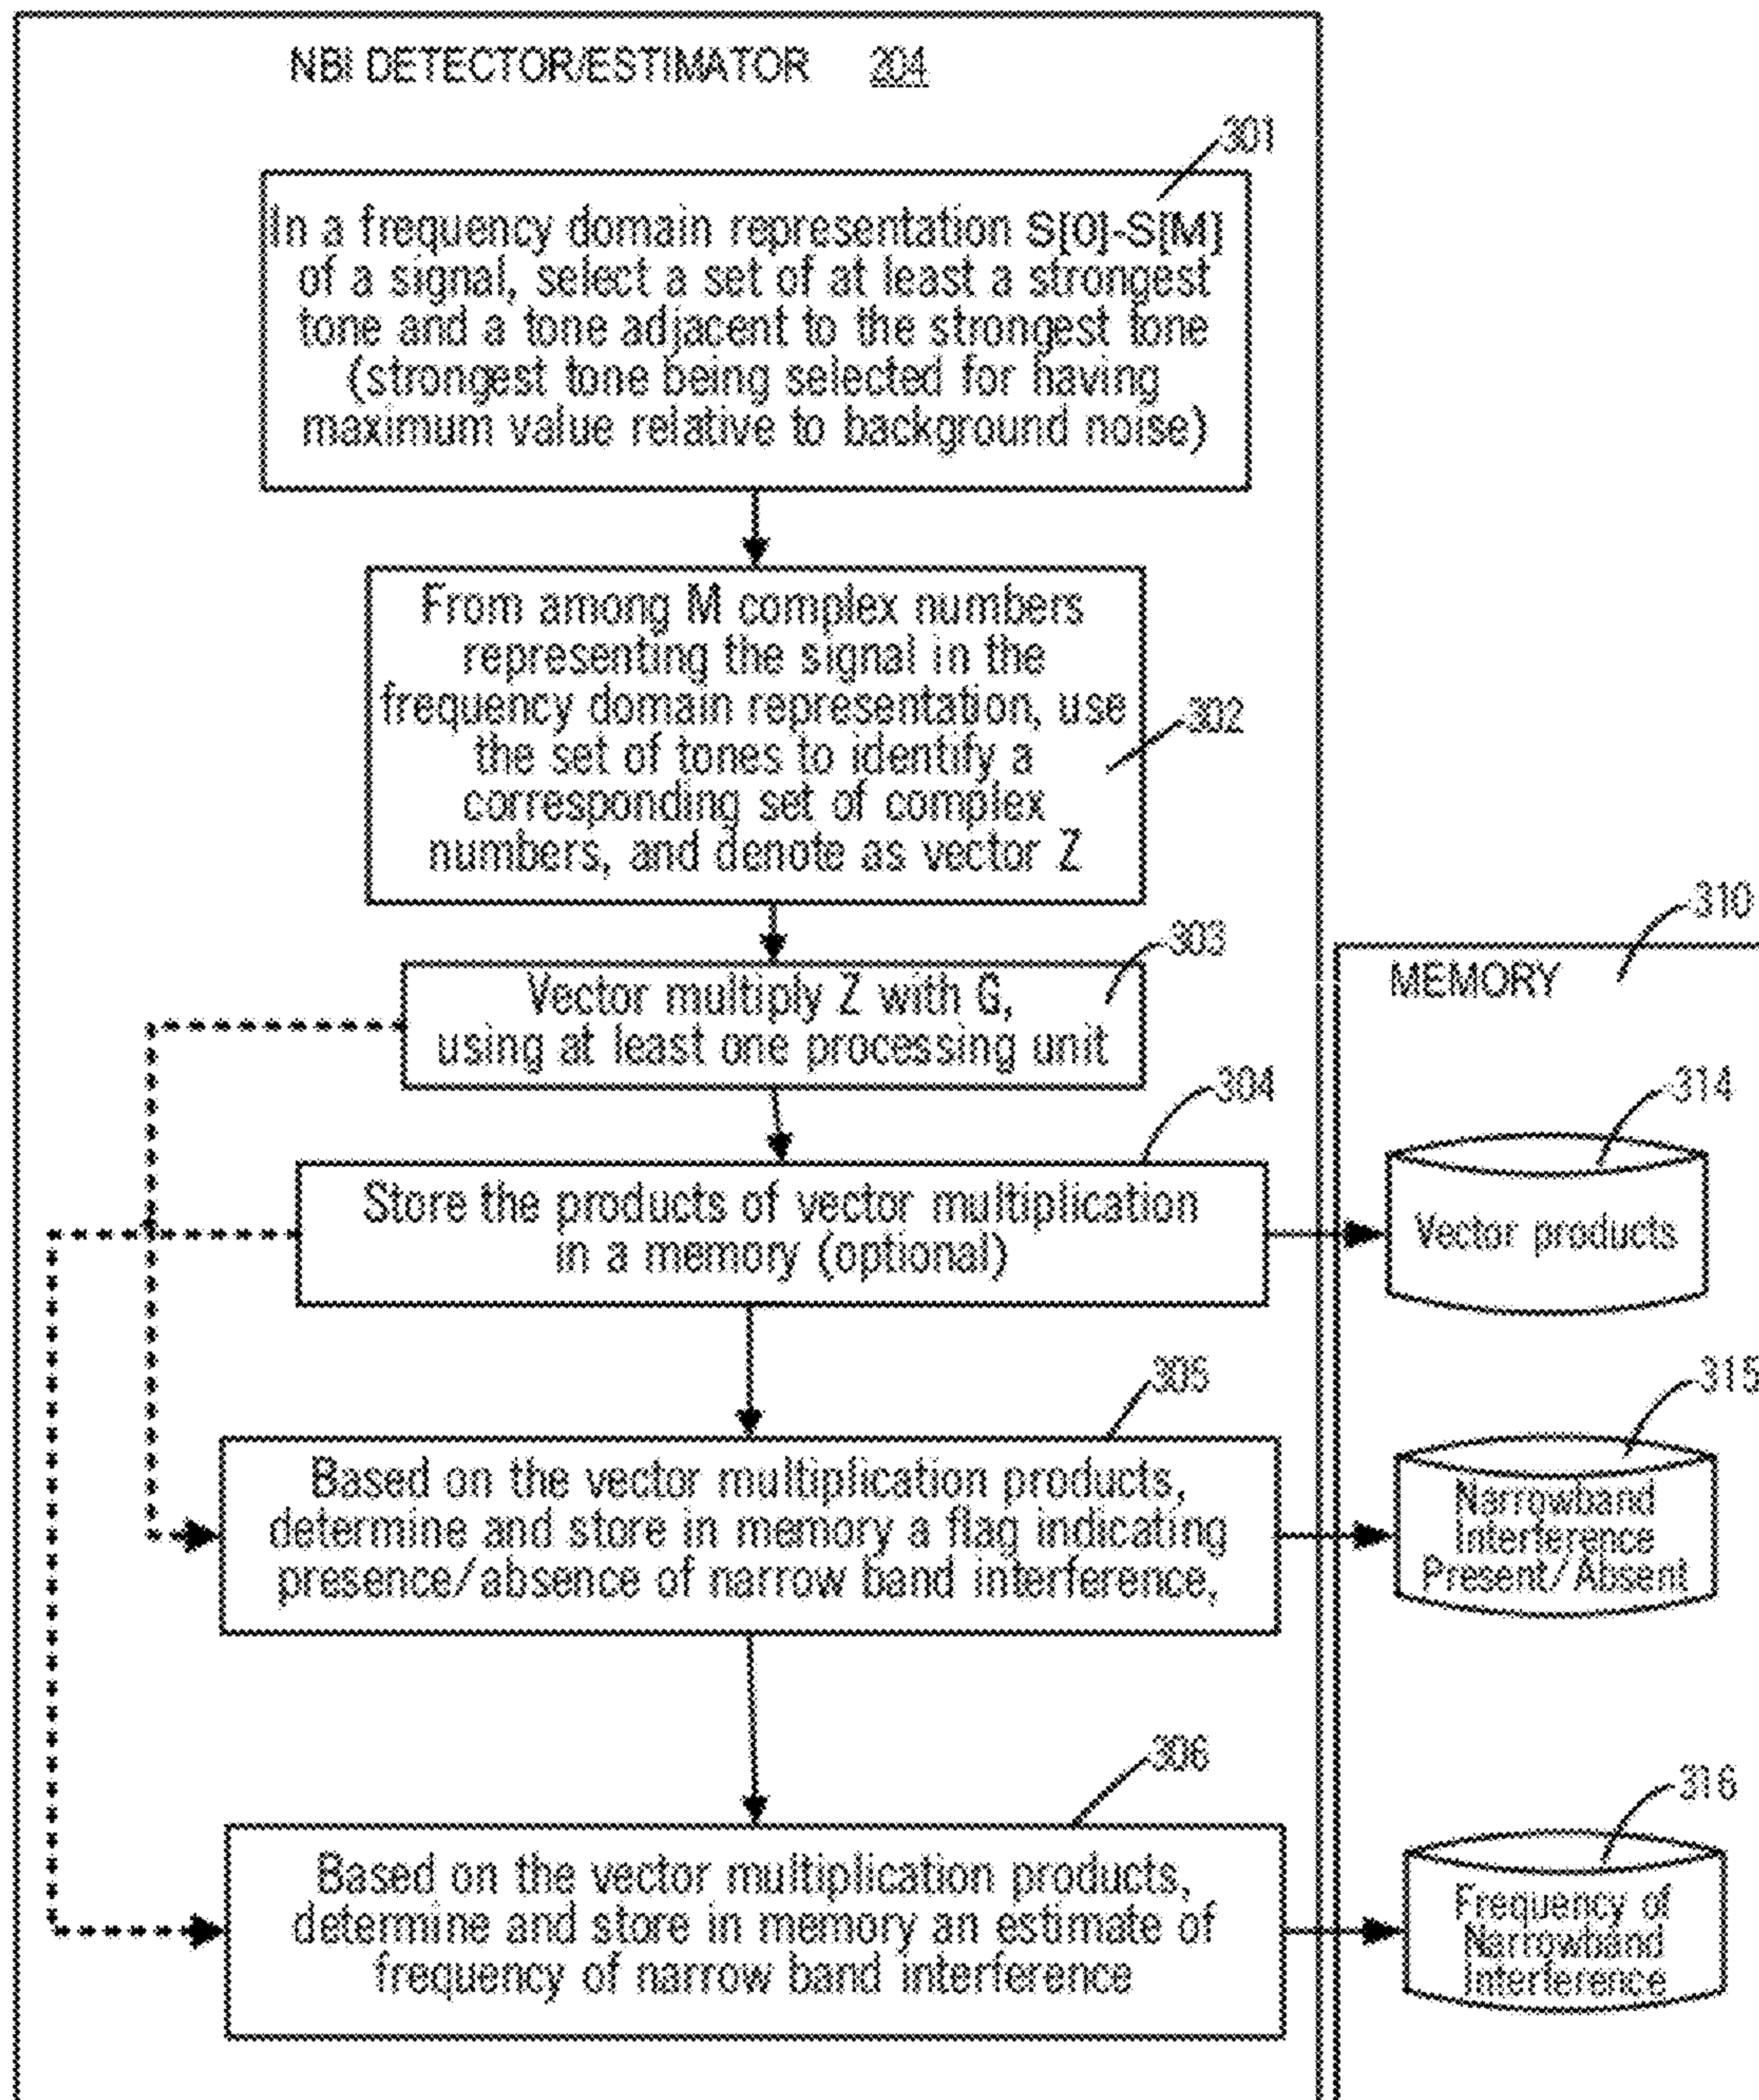 NBI DETECTOR/ESTIMATOR 204
301
In a frequency domain representation S[0]-S[M]
of a signal, select a set of at least a strongest
tone and a tone adjacent to the strongest tone
(strongest tone being selected for having
maximum value relative to background noise)
From among M complex numbers
representing the signal in the
frequency domain representation, use
the set of tones to identify a
corresponding set of complex
numbers, and denote as vector Z
302
303
Vector multiply Z with G,
using at least one processing unit
310
MEMORY
304
Store the products of vector multiplication
in a memory (optional)
314
Vector products
305
Based on the vector multiplication products,
determine and store in memory a flag indicating
presence/absence of narrow band interference,
315
Narrowband
Interference
Present/Absent
306
Based on the vector multiplication products,
determine and store in memory an estimate of
frequency of narrow band interference
316
Frequency of
Narrowband
Interference